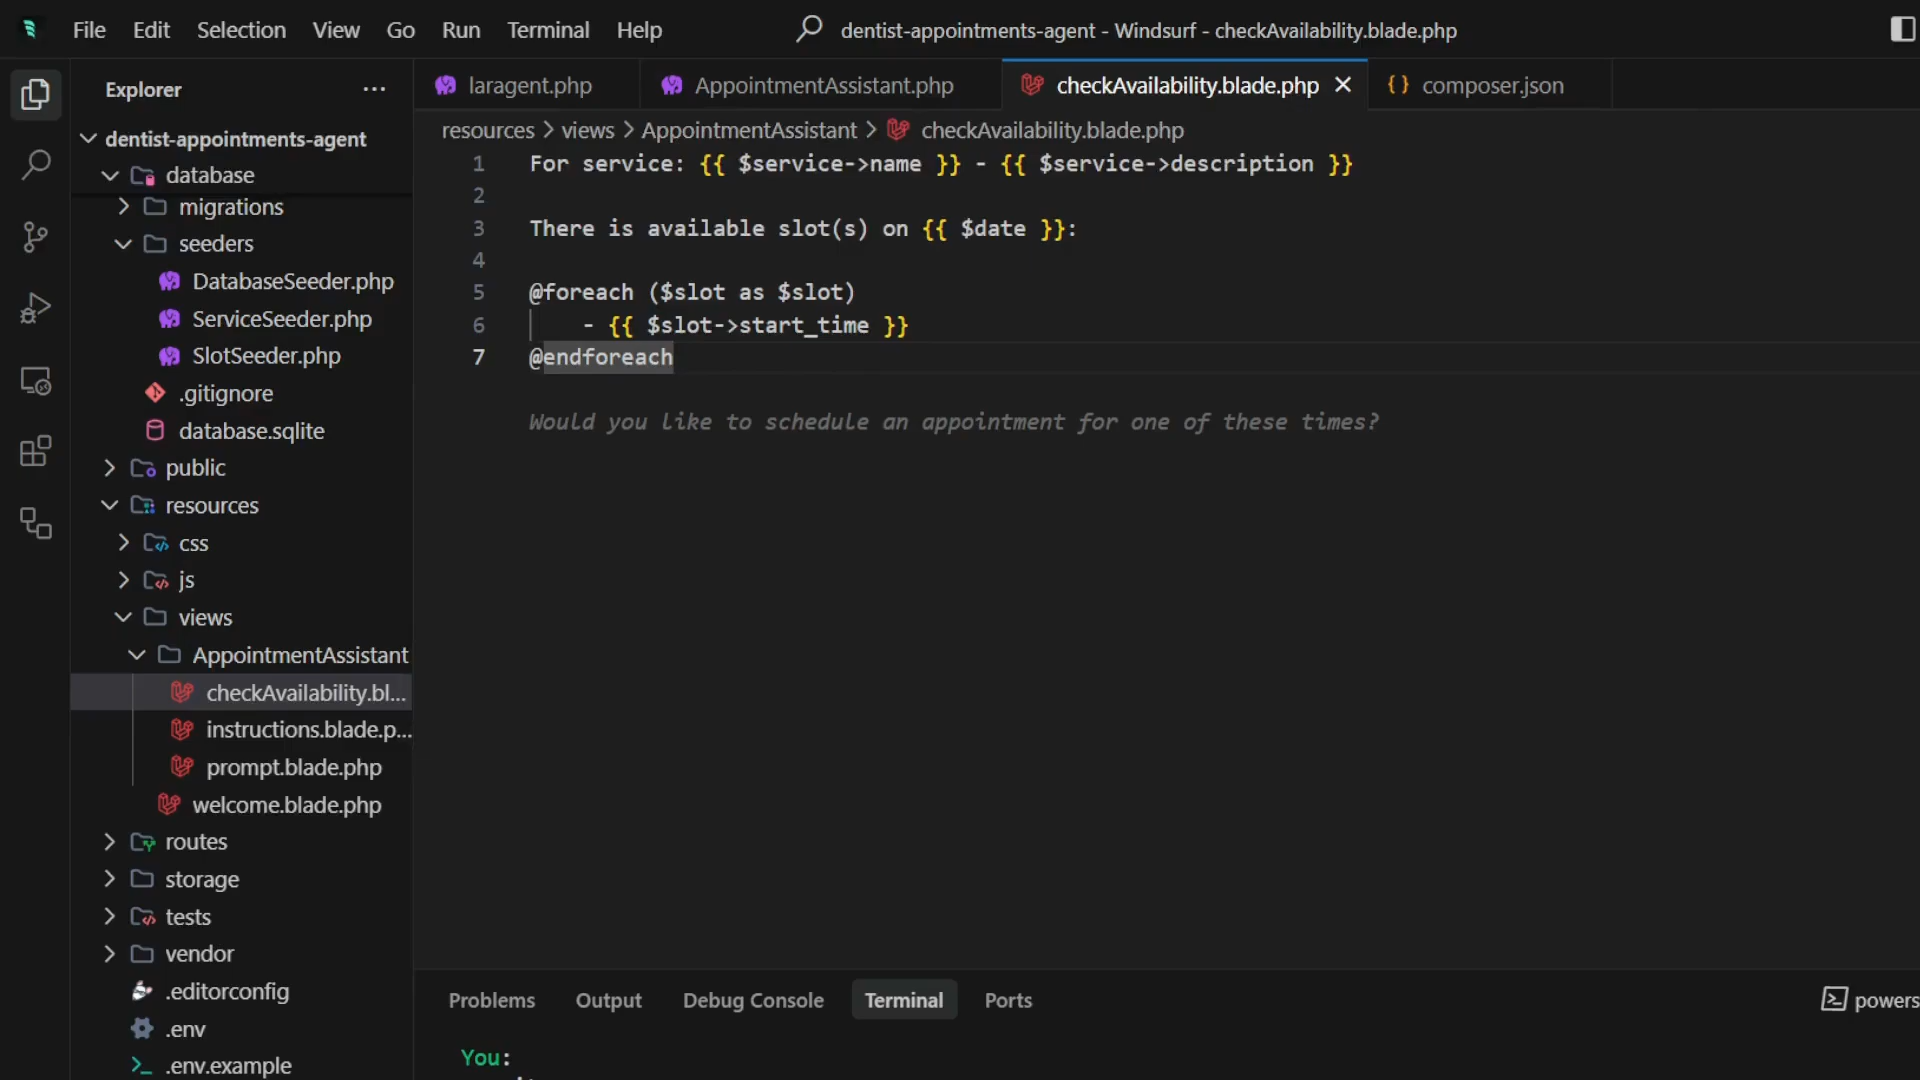 File Edit Selection View Go Run Terminal Help
dentist-appointments-agent - Windsurf - checkAvailability.blade.php
Explorer ...
dentist-appointments-agent
database
migrations
seeders
DatabaseSeeder.php
ServiceSeeder.php
SlotSeeder.php
.gitignore
database.sqlite
public
resources
css
js
views
AppointmentAssistant
checkAvailability.bl...
instructions.blade.p...
prompt.blade.php
welcome.blade.php
routes
storage
tests
vendor
.editorconfig
.env
.env.example
laragent.php AppointmentAssistant.php checkAvailability.blade.php composer.json
resources > views > AppointmentAssistant > checkAvailability.blade.php
1 For service: {{ $service->name }} - {{ $service->description }}
2
3 There is available slot(s) on {{ $date }}:
4
5 @foreach ($slot as $slot)
6 - {{ $slot->start_time }}
7 @endforeach
Would you like to schedule an appointment for one of these times?
Problems Output Debug Console Terminal Ports
powers
You: